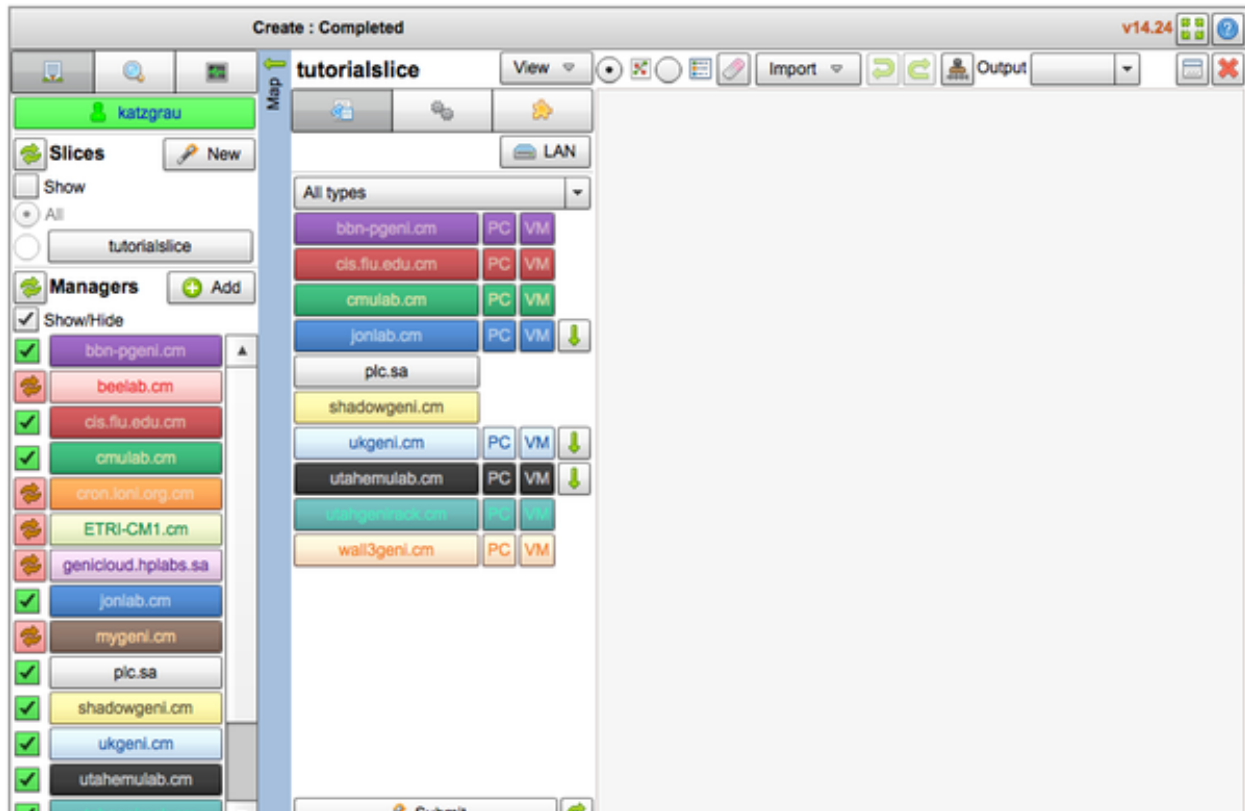 Create : Completed
v14.24
katzgrau
Slices
New
Show
All
tutorialslice
Managers
Add
Show/Hide
bbn-pgeni.cm
beelab.cm
cis.fiu.edu.cm
cmulab.cm
cron.loni.org.cm
ETRI-CM1.cm
genicloud.hplabs.sa
jonlab.cm
mygeni.cm
plc.sa
shadowgeni.cm
ukgeni.cm
utahemulab.cm
Map
tutorialslice
View
LAN
All types
bbn-pgeni.cm PC VM
cis.fiu.edu.cm PC VM
cmulab.cm PC VM
jonlab.cm PC VM
plc.sa
shadowgeni.cm
ukgeni.cm PC VM
utahemulab.cm PC VM
utahgenirack.cm PC VM
wall3geni.cm PC VM
Submit
Import
Output